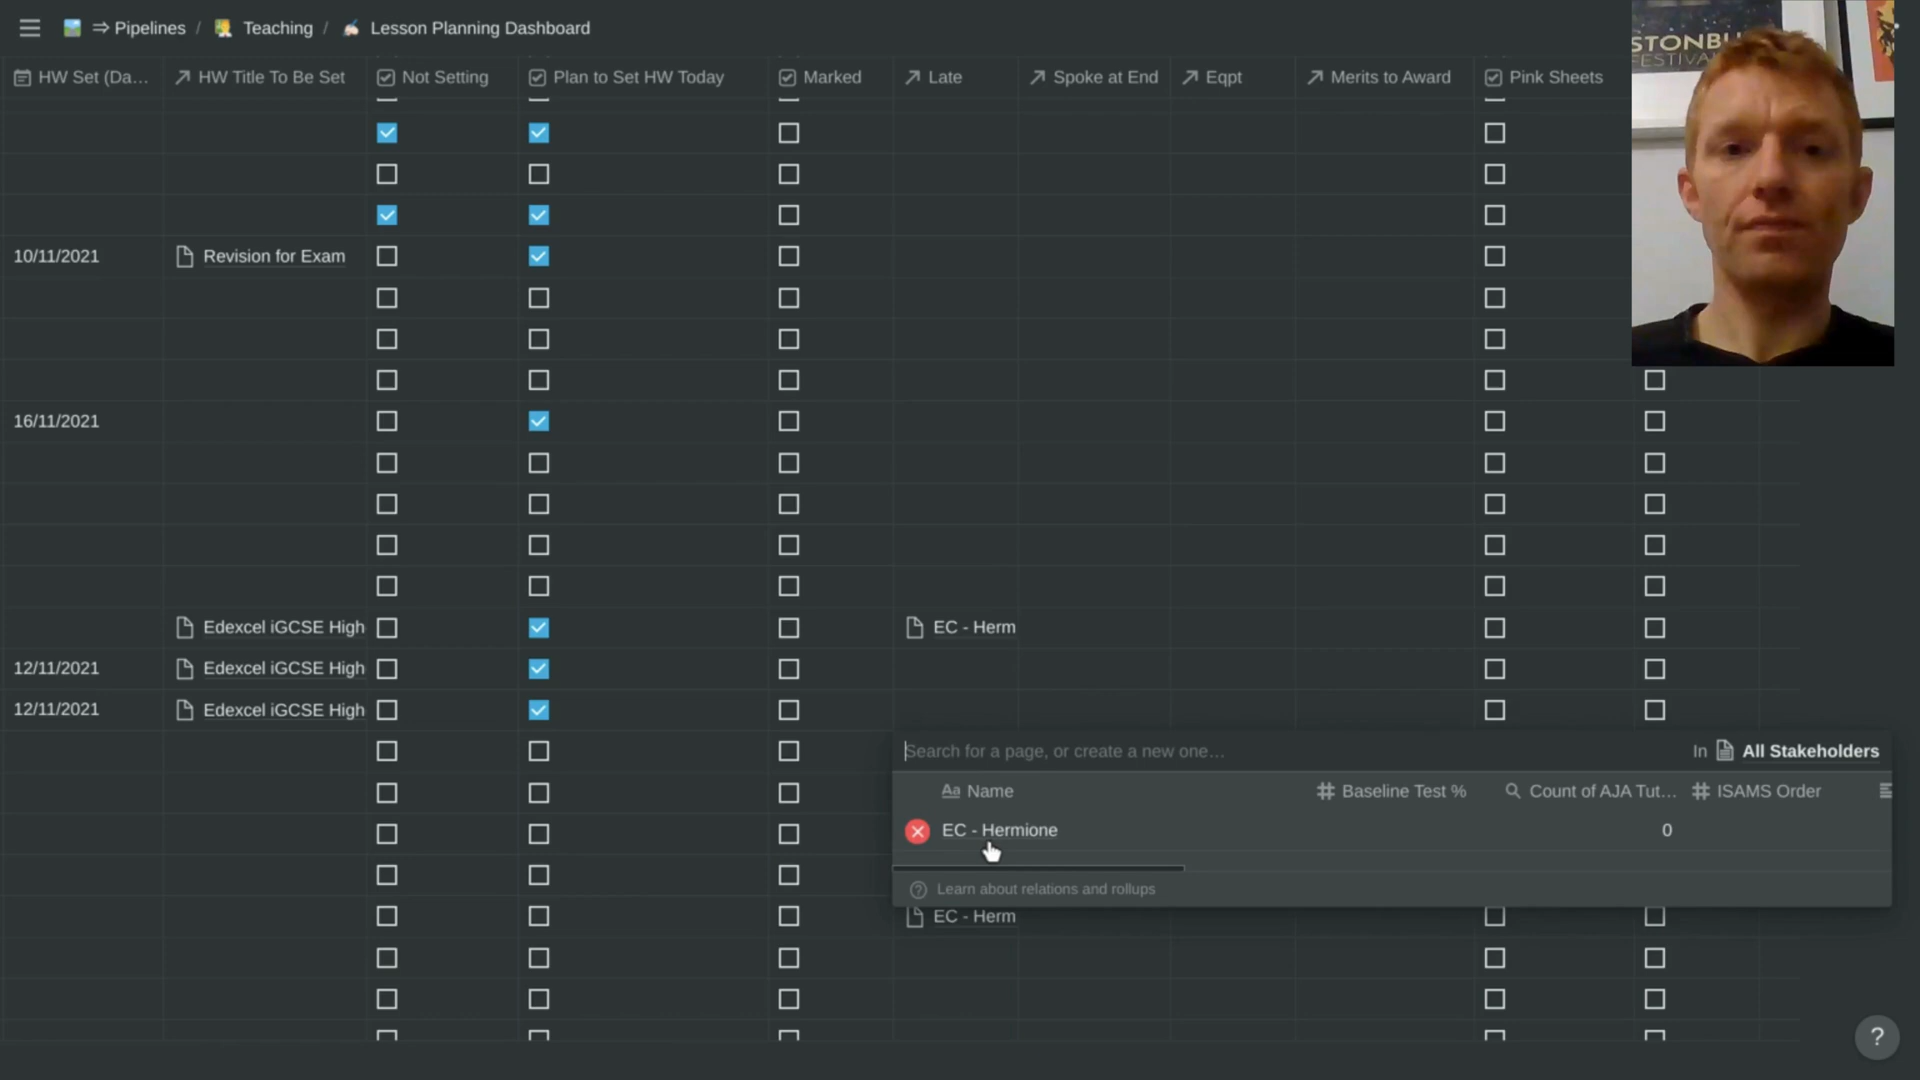 ⇒ Pipelines / Teaching / Lesson Planning Dashboard
STONBU
FESTIVA
HW Set (Da... HW Title To Be Set Not Setting Plan to Set HW Today Marked Late Spoke at End Eqpt Merits to Award Pink Sheets
10/11/2021 Revision for Exam
16/11/2021
Edexcel iGCSE High EC - Herm
12/11/2021 Edexcel iGCSE High
12/11/2021 Edexcel iGCSE High
Search for a page, or create a new one... In All Stakeholders
Aa Name # Baseline Test % Count of AJA Tut... # ISAMS Order
EC - Hermione 0
Learn about relations and rollups
EC - Herm
?